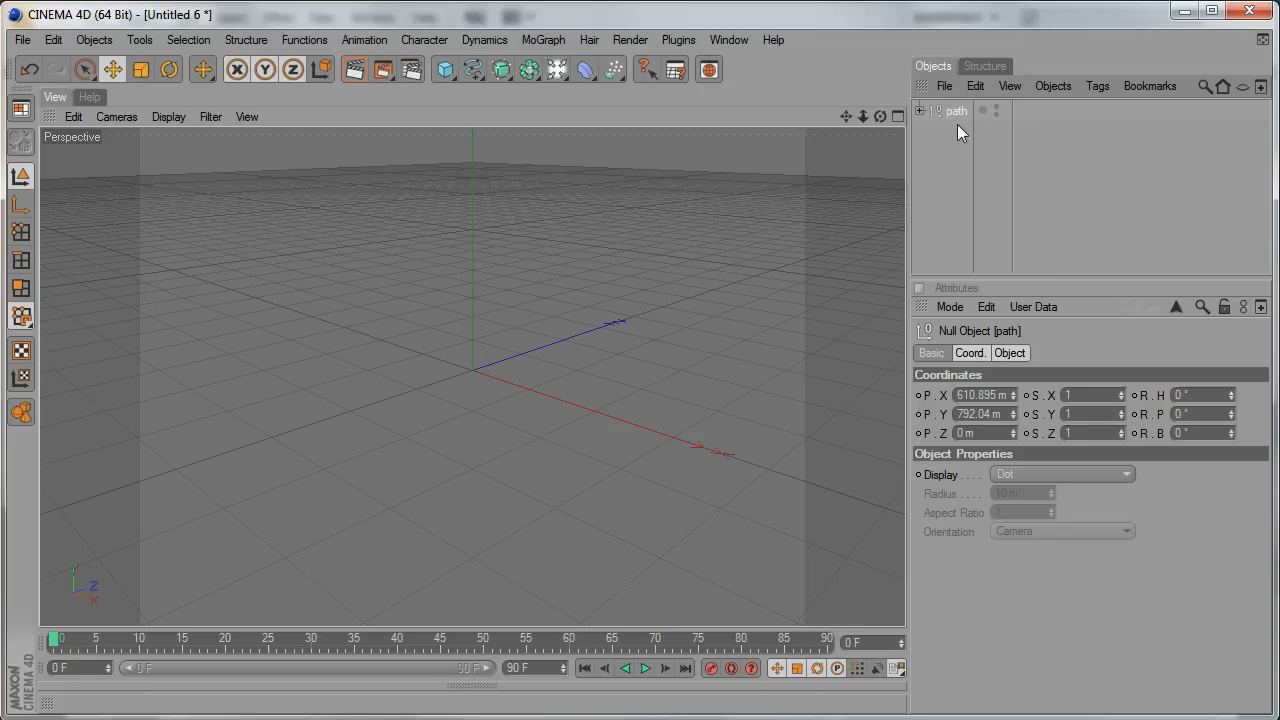 CINEMA 4D (64 Bit) - [Untitled 6 *]
File Edit Objects Tools Selection Structure Functions Animation Character Dynamics MoGraph Hair Render Plugins Window Help
View Help
Edit Cameras Display Filter View
Perspective
Y
Z
X
0 5 10 15 20 25 30 35 40 45 50 55 60 65 70 75 80 85 90
0 F
0 F 0 F 90 F 90 F
MAXON
CINEMA 4D
Objects Structure
File Edit View Objects Tags Bookmarks
path
Attributes
Mode Edit User Data
Null Object [path]
Basic Coord. Object
Coordinates
P . X 610.895 m S . X 1 R . H 0 °
P . Y 792.04 m S . Y 1 R . P 0 °
P . Z 0 m S . Z 1 R . B 0 °
Object Properties
Display . . . . Dot
Radius . . . . 10 m
Aspect Ratio 1
Orientation Camera